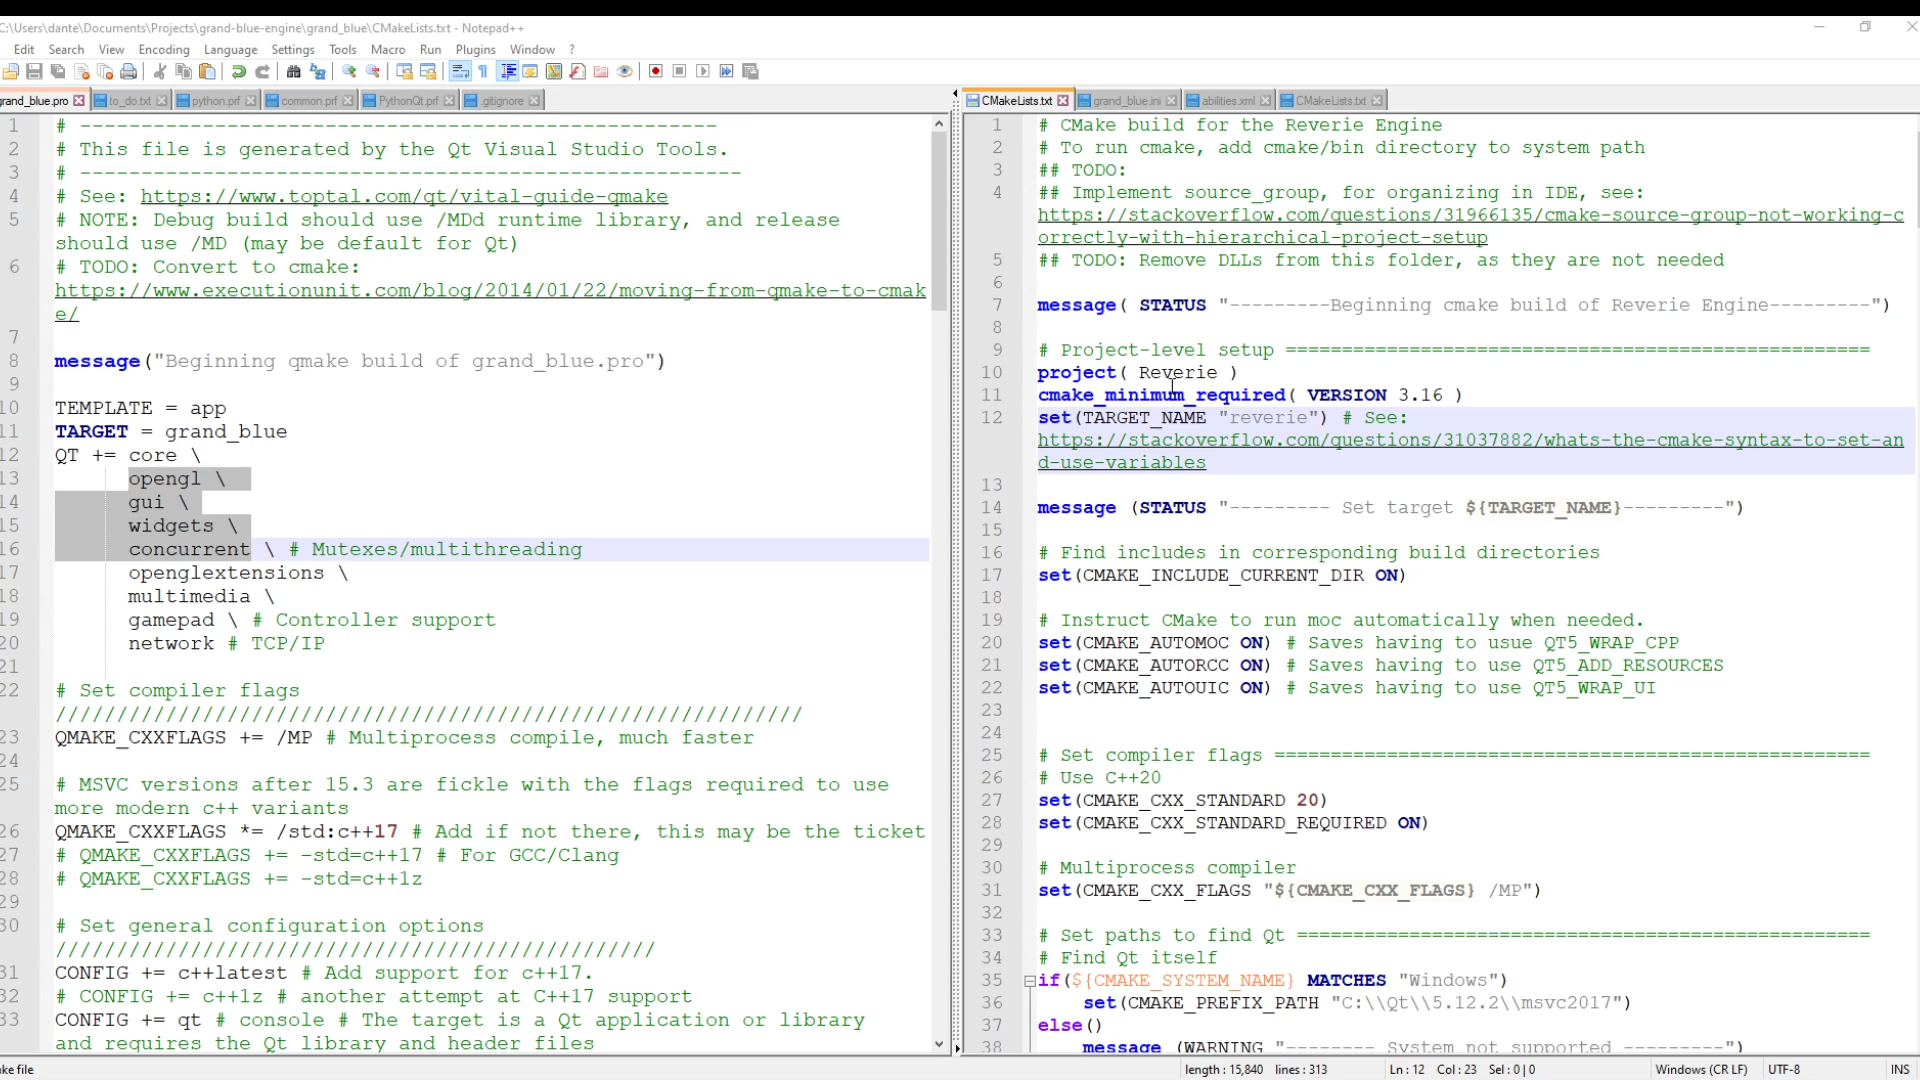 C:\Users\dante\Documents\Projects\grand-blue-engine\grand_blue\CMakeLists.txt - Notepad++
Edit Search View Encoding Language Settings Tools Macro Run Plugins Window ?
grand_blue.pro to_do.txt python.prf common.prf PythonQt.prf .gitignore
1 # ----------------------------------------------------
2 # This file is generated by the Qt Visual Studio Tools.
3 # ------------------------------------------------------
4 # See: https://www.toptal.com/qt/vital-guide-qmake
5 # NOTE: Debug build should use /MDd runtime library, and release
should use /MD (may be default for Qt)
6 # TODO: Convert to cmake:
https://www.executionunit.com/blog/2014/01/22/moving-from-qmake-to-cmak
e/
7
8 message("Beginning qmake build of grand_blue.pro")
9
10 TEMPLATE = app
11 TARGET = grand_blue
12 QT += core \
13 opengl \
14 gui \
15 widgets \
16 concurrent \ # Mutexes/multithreading
17 openglextensions \
18 multimedia \
19 gamepad \ # Controller support
20 network # TCP/IP
21
22 # Set compiler flags
/////////////////////////////////////////////////////////////
23 QMAKE_CXXFLAGS += /MP # Multiprocess compile, much faster
24
25 # MSVC versions after 15.3 are fickle with the flags required to use
more modern c++ variants
26 QMAKE_CXXFLAGS *= /std:c++17 # Add if not there, this may be the ticket
27 # QMAKE_CXXFLAGS += -std=c++17 # For GCC/Clang
28 # QMAKE_CXXFLAGS += -std=c++1z
29
30 # Set general configuration options
/////////////////////////////////////////////////
31 CONFIG += c++latest # Add support for c++17.
32 # CONFIG += c++1z # another attempt at C++17 support
33 CONFIG += qt # console # The target is a Qt application or library
and requires the Qt library and header files
CMakeLists.txt grand_blue.ini abilities.xml CMakeLists.txt
1 # CMake build for the Reverie Engine
2 # To run cmake, add cmake/bin directory to system path
3 ## TODO:
4 ## Implement source_group, for organizing in IDE, see:
https://stackoverflow.com/questions/31966135/cmake-source-group-not-working-c
orrectly-with-hierarchical-project-setup
5 ## TODO: Remove DLLs from this folder, as they are not needed
6
7 message( STATUS "---------Beginning cmake build of Reverie Engine---------")
8
9 # Project-level setup ====================================================
10 project( Reverie )
11 cmake_minimum_required( VERSION 3.16 )
12 set(TARGET_NAME "reverie") # See:
https://stackoverflow.com/questions/31037882/whats-the-cmake-syntax-to-set-an
d-use-variables
13
14 message (STATUS "--------- Set target ${TARGET_NAME}---------")
15
16 # Find includes in corresponding build directories
17 set(CMAKE_INCLUDE_CURRENT_DIR ON)
18
19 # Instruct CMake to run moc automatically when needed.
20 set(CMAKE_AUTOMOC ON) # Saves having to usue QT5_WRAP_CPP
21 set(CMAKE_AUTORCC ON) # Saves having to use QT5_ADD_RESOURCES
22 set(CMAKE_AUTOUIC ON) # Saves having to use QT5_WRAP_UI
23
24
25 # Set compiler flags =====================================================
26 # Use C++20
27 set(CMAKE_CXX_STANDARD 20)
28 set(CMAKE_CXX_STANDARD_REQUIRED ON)
29
30 # Multiprocess compiler
31 set(CMAKE_CXX_FLAGS "${CMAKE_CXX_FLAGS} /MP")
32
33 # Set paths to find Qt ===================================================
34 # Find Qt itself
35 if(${CMAKE_SYSTEM_NAME} MATCHES "Windows")
36 set(CMAKE_PREFIX_PATH "C:\\Qt\\5.12.2\\msvc2017")
37 else()
38 message (WARNING "-------- System not supported ---------")
ke file length : 15,840 lines : 313 Ln : 12 Col : 23 Sel : 0 | 0 Windows (CR LF) UTF-8 INS